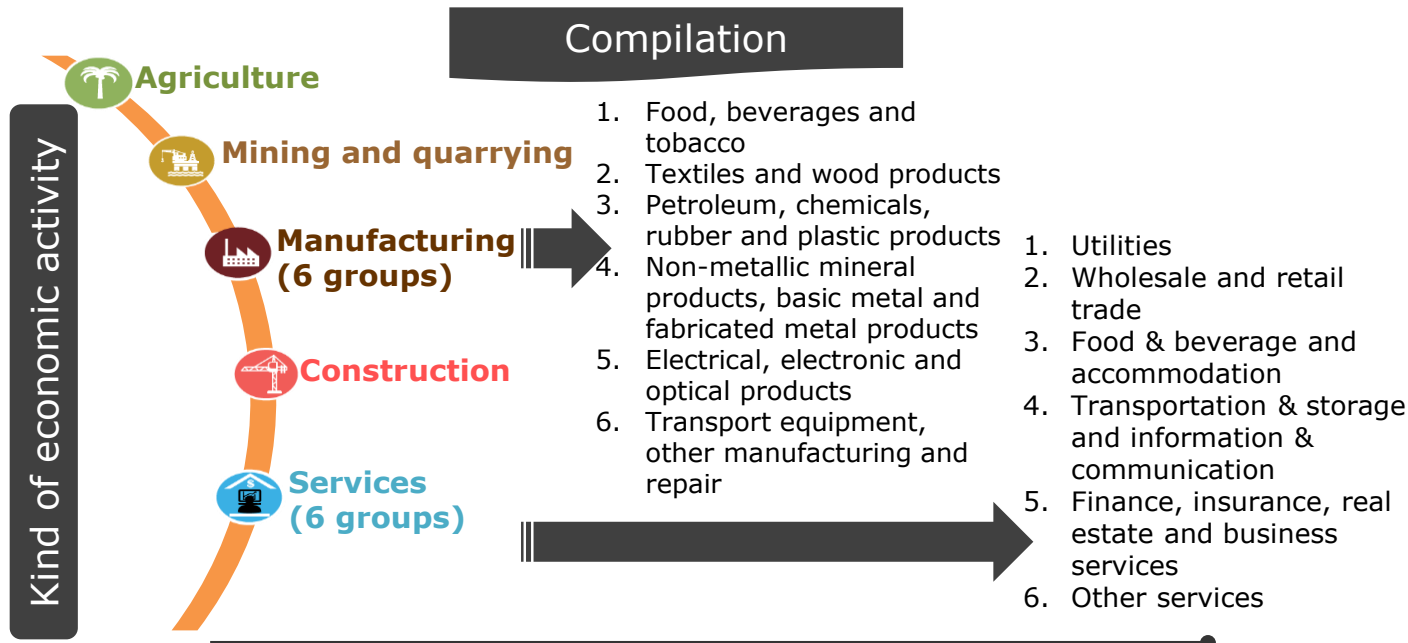 Compilation
Kind of economic activity
Agriculture
Mining and quarrying
Manufacturing
(6 groups)
Construction
Services
(6 groups)
1. Food, beverages and
tobacco
2. Textiles and wood products
3. Petroleum, chemicals,
rubber and plastic products
4. Non-metallic mineral
products, basic metal and
fabricated metal products
5. Electrical, electronic and
optical products
6. Transport equipment,
other manufacturing and
repair
1. Utilities
2. Wholesale and retail
trade
3. Food & beverage and
accommodation
4. Transportation & storage
and information &
communication
5. Finance, insurance, real
estate and business
services
6. Other services